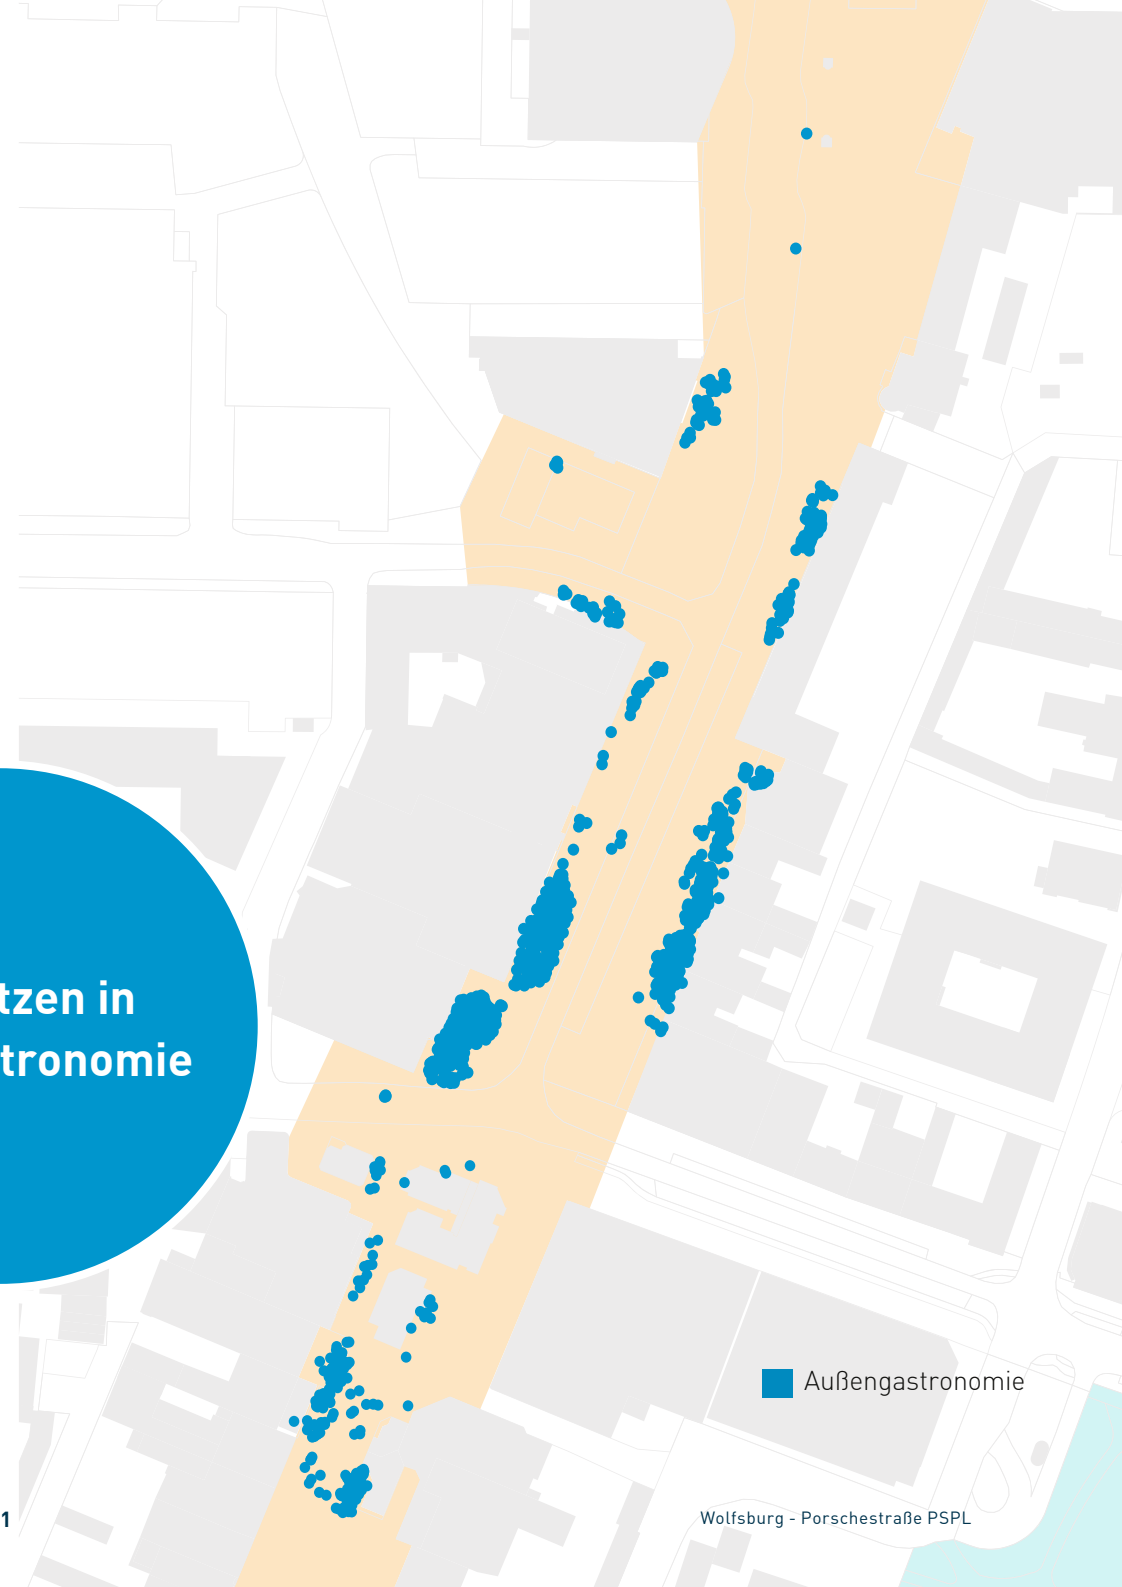 tzen in
tronomie
Außengastronomie
1
Wolfsburg - Porschestraße PSPL